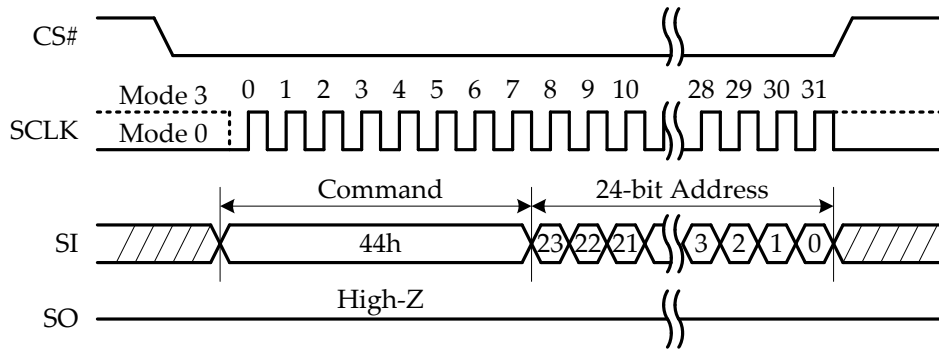 CS#
0 1 2 3 4 5 6 7 8 9 10 28 29 30 31
Mode 3
SCLK
Mode 0
Command 24-bit Address
SI 44h 23 22 21 3 2 1 0
High-Z
SO